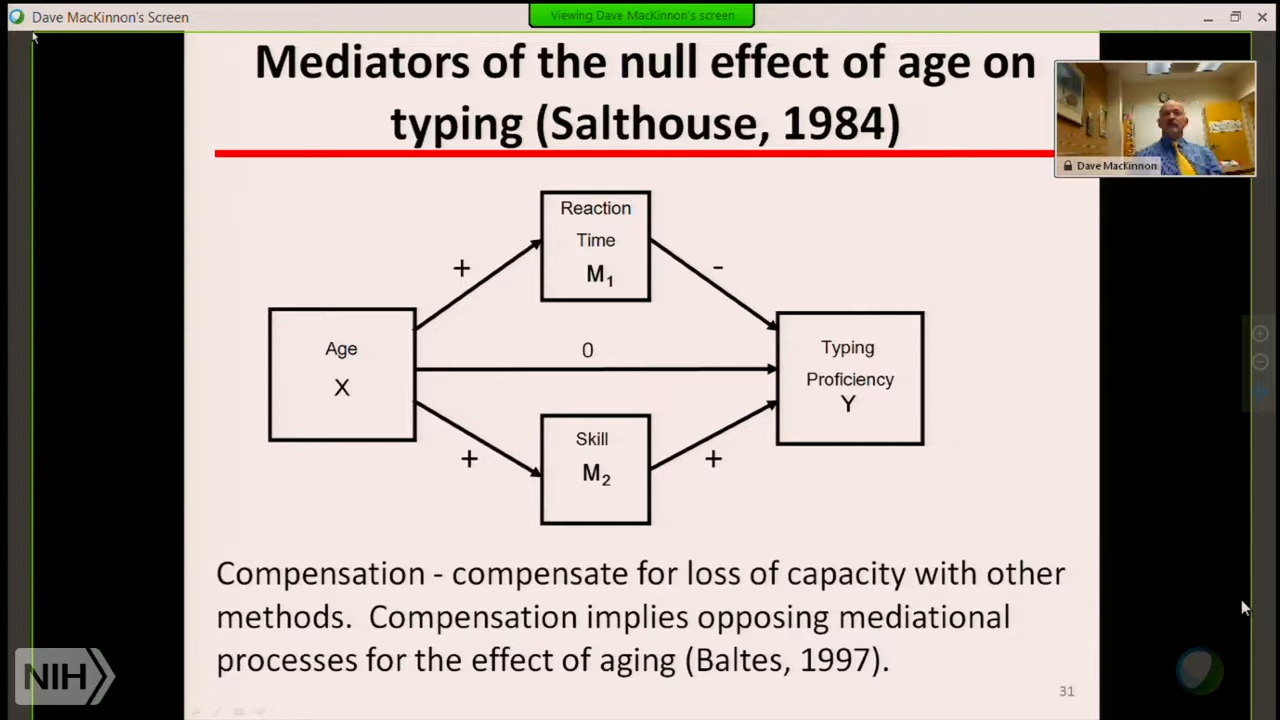 Dave MacKinnon's Screen
Viewing Dave MacKinnon's screen
Mediators of the null effect of age on
typing (Salthouse, 1984)
Dave MacKinnon
Reaction
Time
M1
+
-
Age
X
0
Typing
Proficiency
Y
Skill
M2
+
+
Compensation - compensate for loss of capacity with other
methods. Compensation implies opposing mediational
processes for the effect of aging (Baltes, 1997).
NIH
31